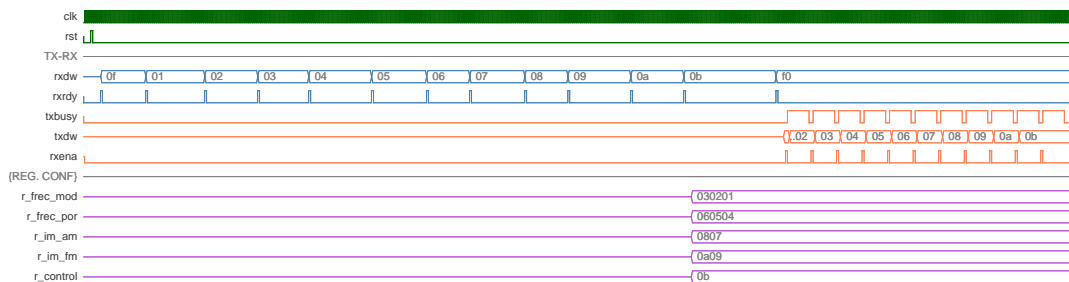 clk
rst
TX-RX
rxdw 0f 01 02 03 04 05 06 07 08 09 0a 0b f0
rxrdy
txbusy
txdw ..02 03 04 05 06 07 08 09 0a 0b
rxena
{REG. CONF}
r_frec_mod 030201
r_frec_por 060504
r_im_am 0807
r_im_fm 0a09
r_control 0b